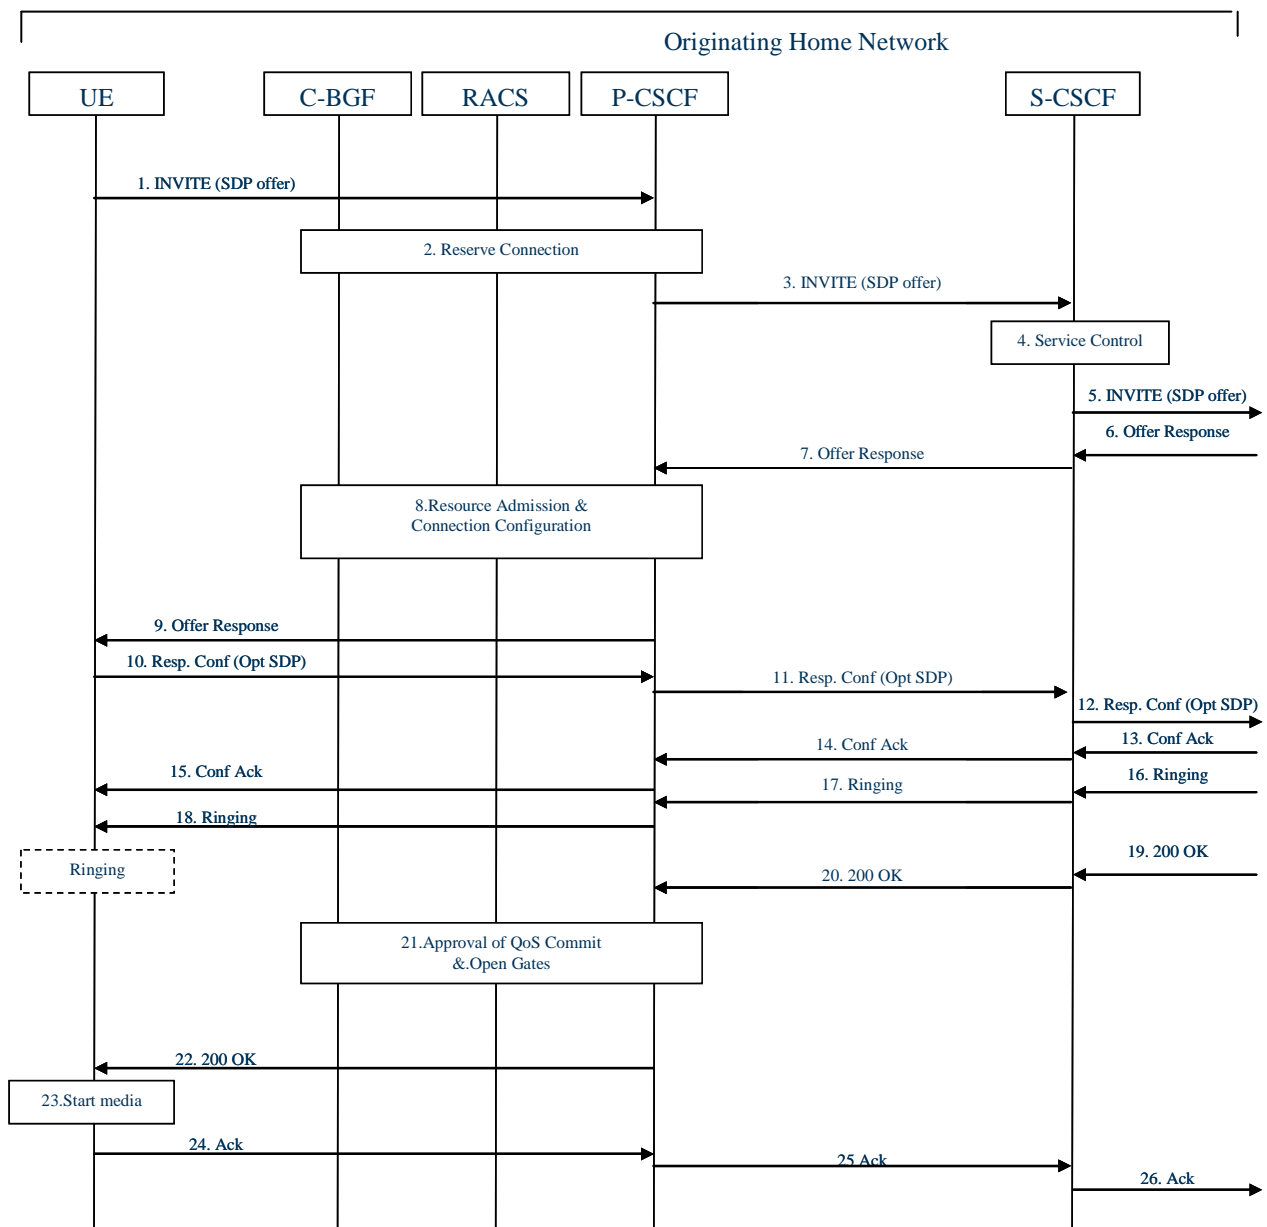 Originating Home Network
UE
C-BGF
RACS
P-CSCF
S-CSCF
1. INVITE (SDP offer)
2. Reserve Connection
3. INVITE (SDP offer)
4. Service Control
5. INVITE (SDP offer)
6. Offer Response
7. Offer Response
8.Resource Admission &
Connection Configuration
9. Offer Response
10. Resp. Conf (Opt SDP)
11. Resp. Conf (Opt SDP)
12. Resp. Conf (Opt SDP)
13. Conf Ack
14. Conf Ack
15. Conf Ack
16. Ringing
17. Ringing
18. Ringing
Ringing
19. 200 OK
20. 200 OK
21.Approval of QoS Commit
&.Open Gates
22. 200 OK
23.Start media
24. Ack
25 Ack
26. Ack